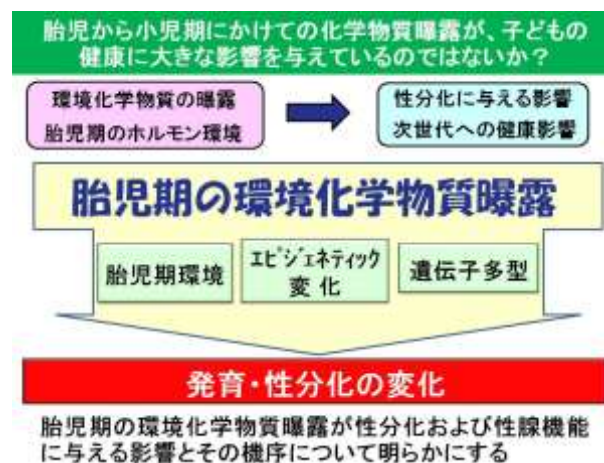 胎児から小児期にかけての化学物質曝露が、子どもの
健康に大きな影響を与えているのではないか？
環境化学物質の曝露
胎児期のホルモン環境
性分化に与える影響
次世代への健康影響
胎児期の環境化学物質曝露
胎児期環境
ｴﾋﾟｼﾞｪﾈティック
変 化
遺伝子多型
発育・性分化の変化
胎児期の環境化学物質曝露が性分化および性腺機能
に与える影響とその機序について明らかにする